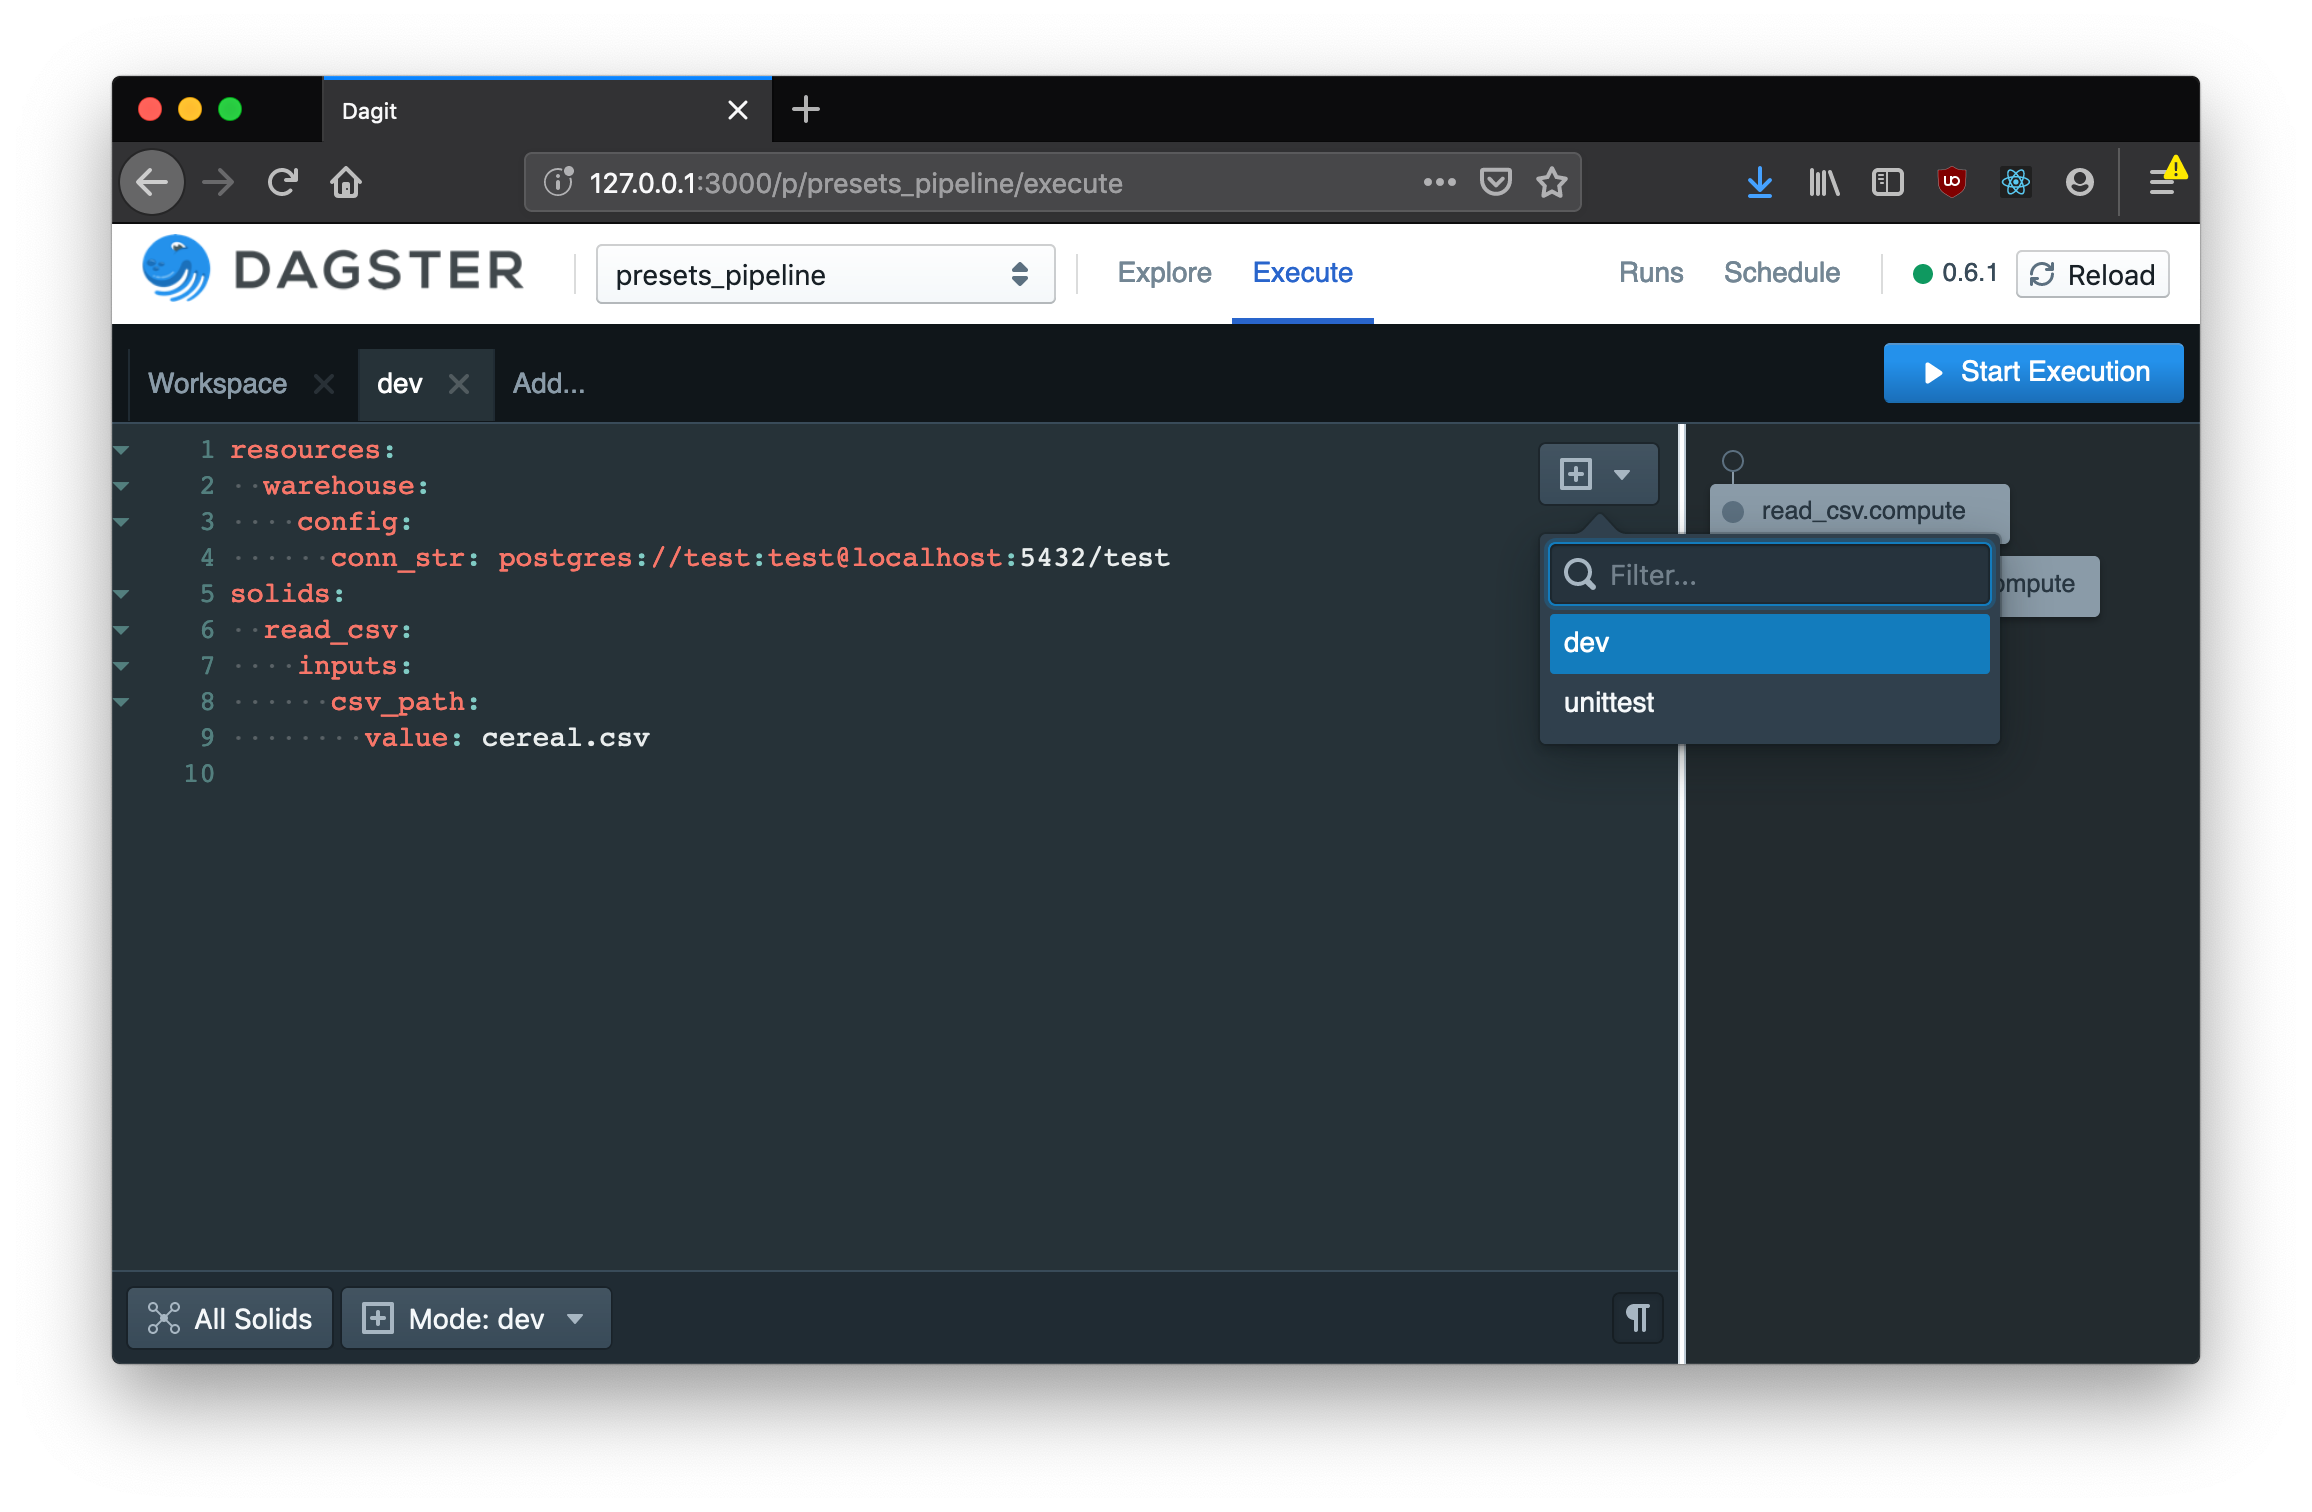 Dagit
127.0.0.1:3000/p/presets_pipeline/execute
DAGSTER
presets_pipeline
Explore
Execute
Runs
Schedule
0.6.1
Reload
Workspace
dev
Add...
Start Execution
1 resources:
2 warehouse:
3 config:
4 conn_str: postgres://test:test@localhost:5432/test
5 solids:
6 read_csv:
7 inputs:
8 csv_path:
9 value: cereal.csv
10
read_csv.compute
Filter...
dev
unittest
All Solids
Mode: dev
¶